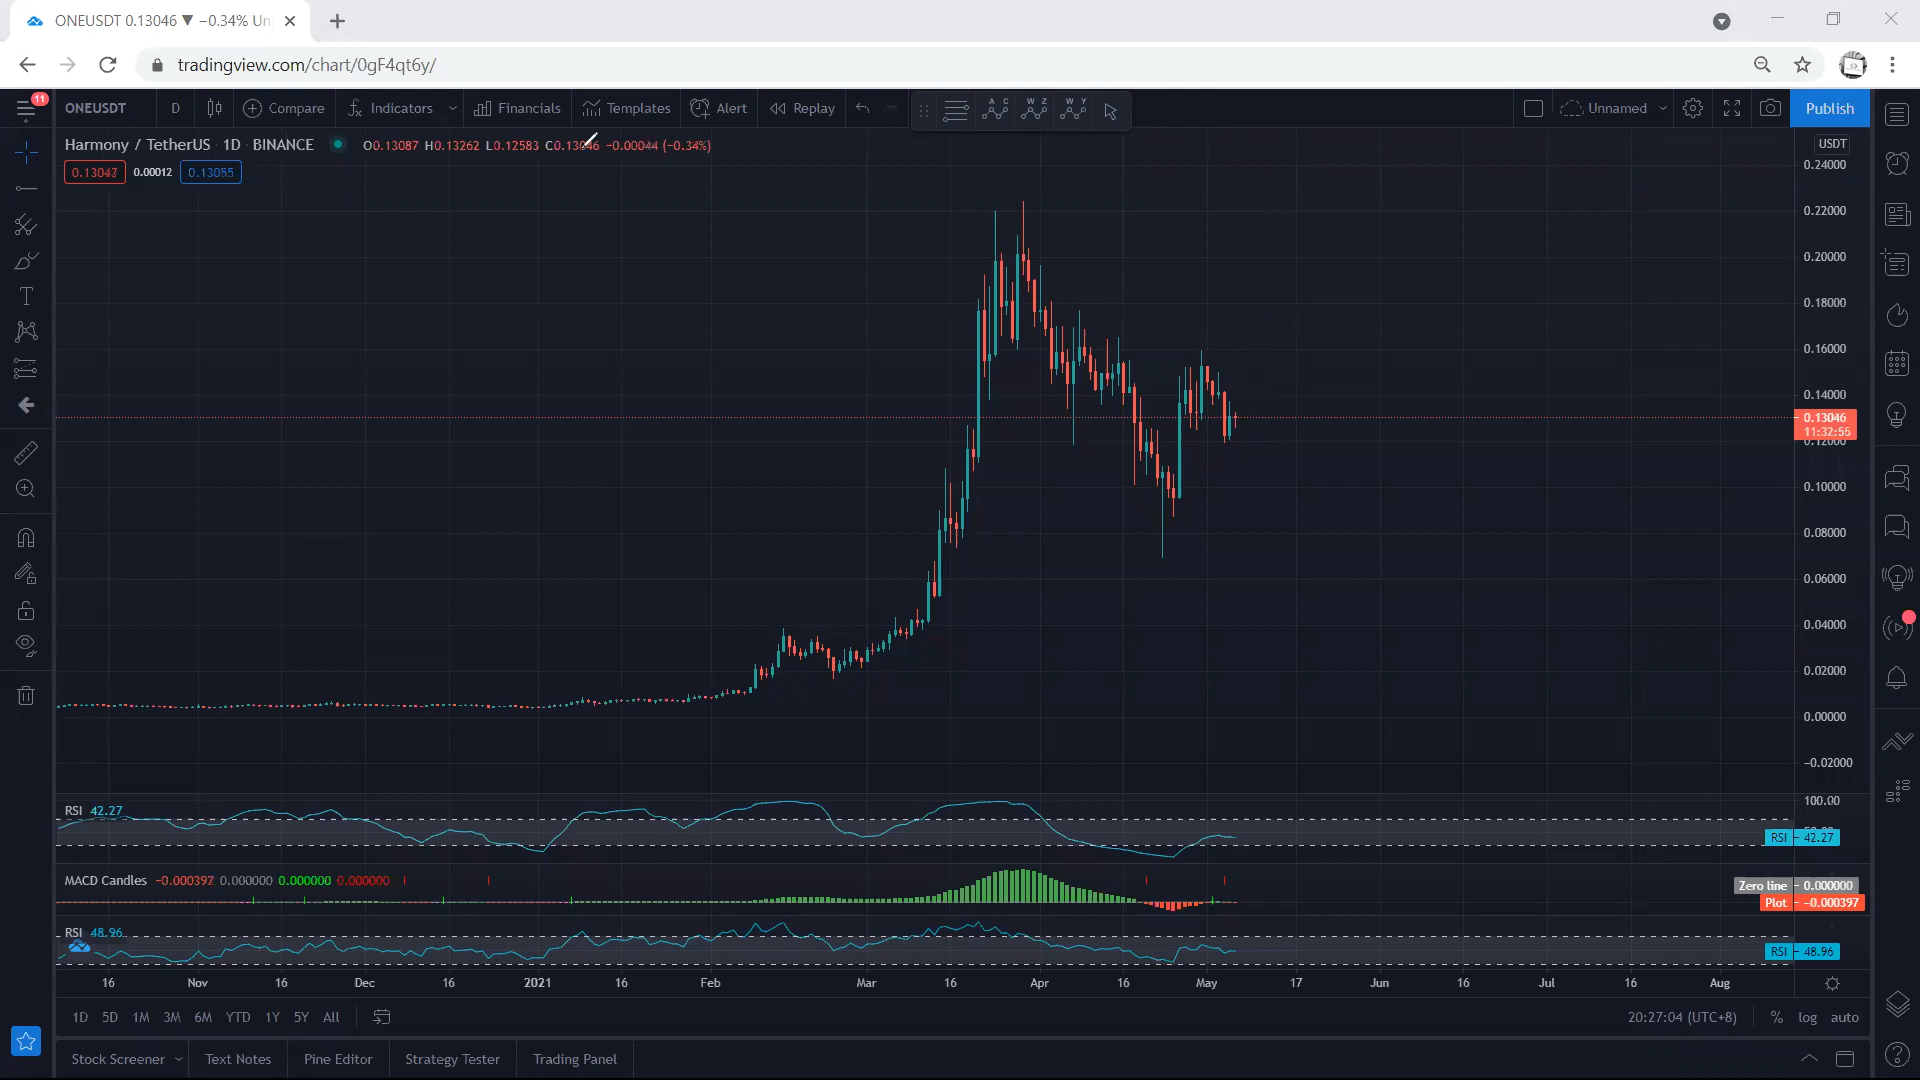 ONEUSDT 0.13046 ▼ −0.34% Un
tradingview.com/chart/0gF4qt6y/
11
ONEUSDT D Compare Indicators Financials Templates Alert Replay Unnamed Publish
A C W Z W Y
Harmony / TetherUS 1D BINANCE O0.13087 H0.13262 L0.12583 C0.13046 −0.00044 (−0.34%)
0.13043 0.00012 0.13055
USDT
0.24000
0.22000
0.20000
0.18000
0.16000
0.14000
0.13046
11:32:55
0.12000
0.10000
0.08000
0.06000
0.04000
0.02000
0.00000
−0.02000
RSI 42.27
100.00
RSI 42.27
MACD Candles −0.000397 0.000000 0.000000 0.000000
Zero line 0.000000
Plot −0.000397
RSI 48.96
RSI 48.96
16 Nov 16 Dec 16 2021 16 Feb Mar 16 Apr 16 May 17 Jun 16 Jul 16 Aug
1D 5D 1M 3M 6M YTD 1Y 5Y All 20:27:04 (UTC+8) % log auto
Stock Screener Text Notes Pine Editor Strategy Tester Trading Panel